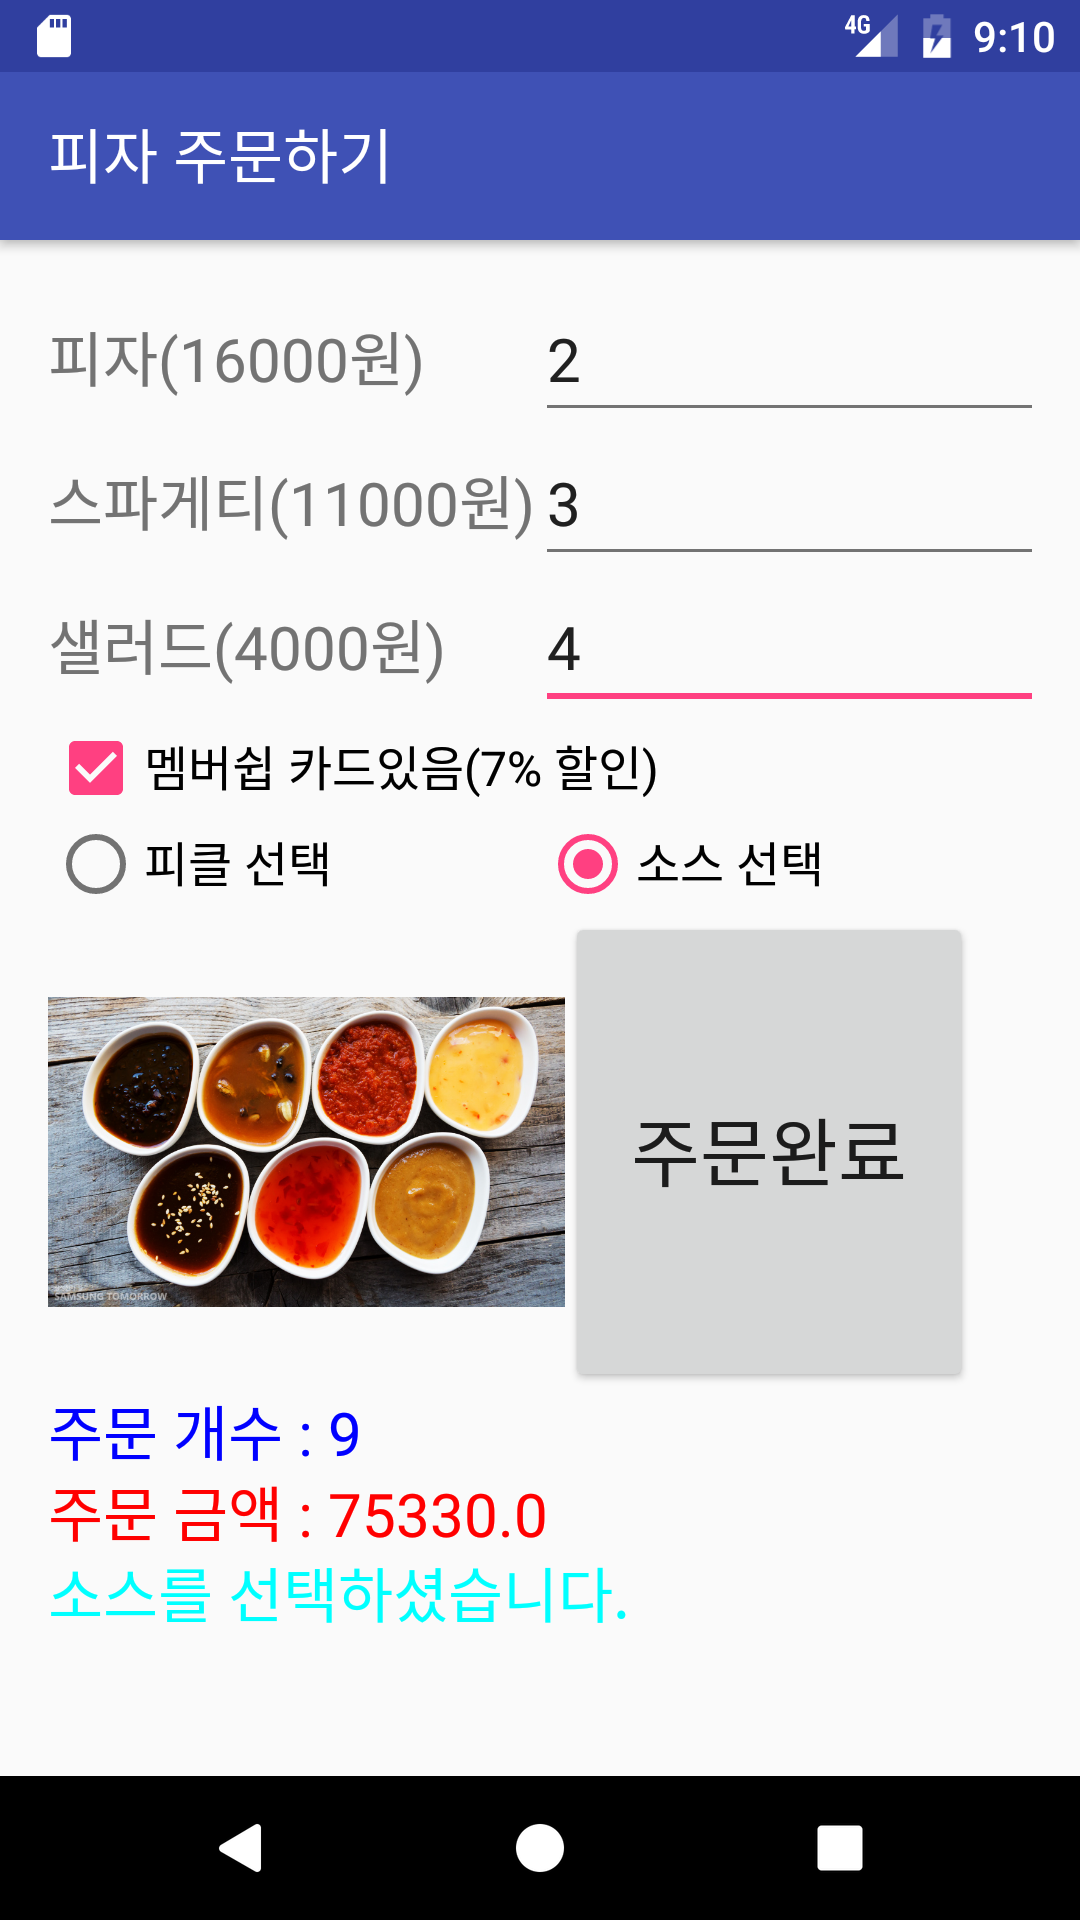 4G 9:10
피자 주문하기
피자(16000원) 2
스파게티(11000원) 3
샐러드(4000원) 4
멤버쉽 카드있음(7% 할인)
피클 선택 소스 선택
SAMSUNG TOMORROW
주문완료
주문 개수 : 9
주문 금액 : 75330.0
소스를 선택하셨습니다.